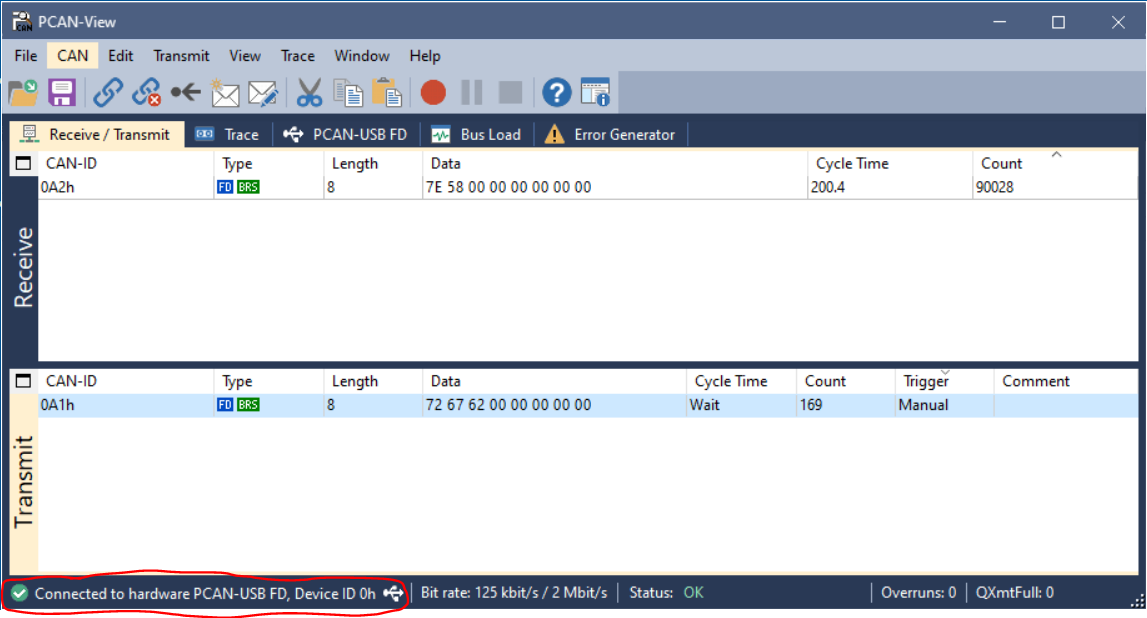 PCAN-View
File CAN Edit Transmit View Trace Window Help
Receive / Transmit Trace PCAN-USB FD Bus Load Error Generator
CAN-ID Type Length Data Cycle Time Count
0A2h FD BRS 8 7E 58 00 00 00 00 00 00 200.4 90028
Receive
CAN-ID Type Length Data Cycle Time Count Trigger Comment
0A1h FD BRS 8 72 67 62 00 00 00 00 00 Wait 169 Manual
Transmit
Connected to hardware PCAN-USB FD, Device ID 0h Bit rate: 125 kbit/s / 2 Mbit/s Status: OK Overruns: 0 QXmtFull: 0